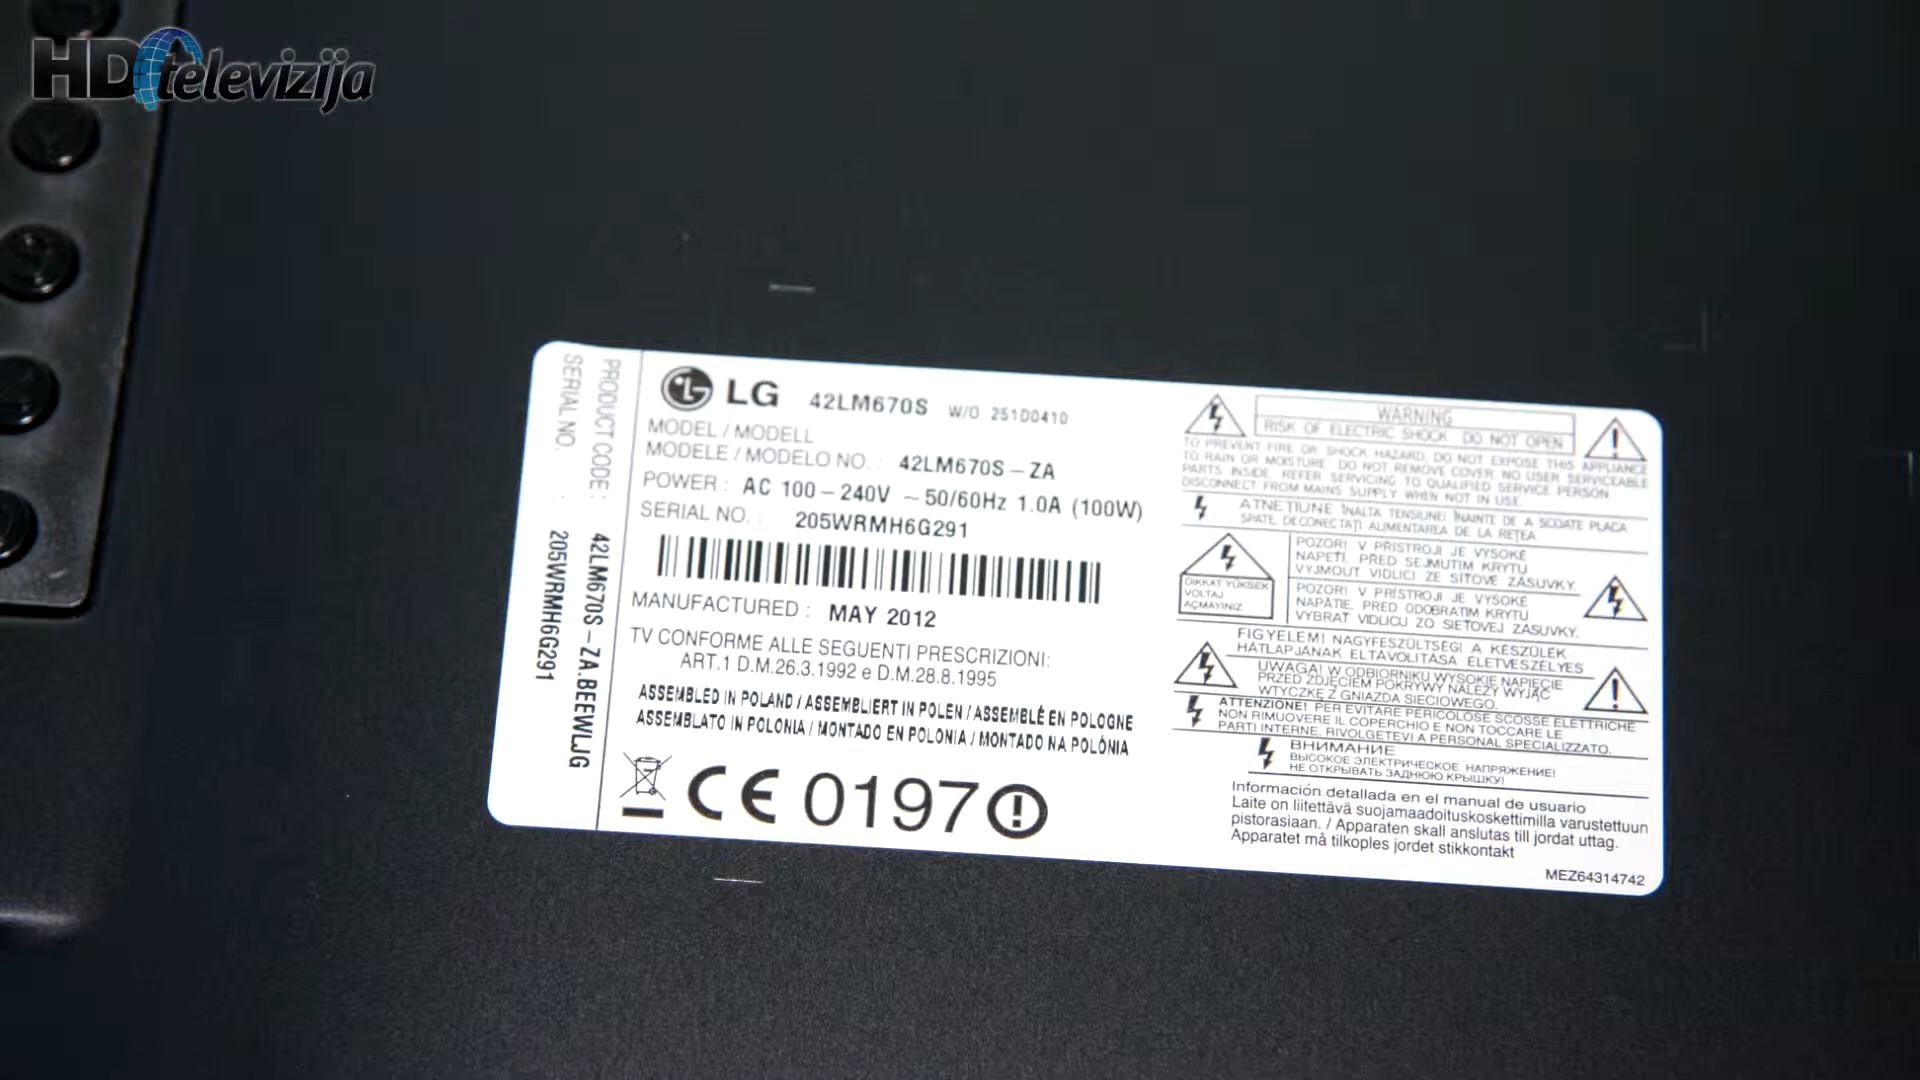 HD televizija
PRODUCT CODE : 42LM670S - ZA.BEEWLJG
SERIAL NO. : 205WRMH6G291
LG 42LM670S W/O 251D0410
MODEL / MODELL
MODELE / MODELO NO. : 42LM670S - ZA
POWER : AC 100 - 240V ~ 50/60Hz 1.0A (100W)
SERIAL NO. : 205WRMH6G291
MANUFACTURED : MAY 2012
TV CONFORME ALLE SEGUENTI PRESCRIZIONI:
ART.1 D.M.26.3.1992 e D.M.28.8.1995
ASSEMBLED IN POLAND / ASSEMBLIERT IN POLEN / ASSEMBLÉ EN POLOGNE
ASSEMBLATO IN POLONIA / MONTADO EN POLONIA / MONTADO NA POLÓNIA
CE 0197
WARNING
RISK OF ELECTRIC SHOCK DO NOT OPEN
TO PREVENT FIRE OR SHOCK HAZARD, DO NOT EXPOSE THIS APPLIANCE
TO RAIN OR MOISTURE. DO NOT REMOVE COVER. NO USER SERVICEABLE
PARTS INSIDE. REFER SERVICING TO QUALIFIED SERVICE PERSON.
DISCONNECT FROM MAINS SUPPLY WHEN NOT IN USE.
ATNETIUNE ÎNALTA TENSIUNE! ÎNAINTE DE A SCOATE PLACA
SPATE, DECONECTAȚI ALIMENTAREA DE LA REȚEA
DIKKAT YÜKSEK
VOLTAJ
AÇMAYINIZ
POZOR! V PŘÍSTROJI JE VYSOKÉ
NAPĚTÍ. PŘED SEJMUTÍM KRYTU
VYJMOUT VIDLICI ZE SÍŤOVÉ ZÁSUVKY.
POZOR! V PRÍSTROJI JE VYSOKÉ
NAPÄTIE. PRED ODOBRATÍM KRYTU
VYBRAŤ VIDLICU ZO SIEŤOVEJ ZÁSUVKY.
FIGYELEM! NAGYFESZÜLTSÉG! A KÉSZÜLÉK
HÁTLAPJÁNAK ELTÁVOLÍTÁSA ÉLETVESZÉLYES
UWAGA! W ODBIORNIKU WYSOKIE NAPIĘCIE
PRZED ZDJĘCIEM POKRYWY NALEŻY WYJĄĆ
WTYCZKĘ Z GNIAZDA SIECIOWEGO.
ATTENZIONE! PER EVITARE PERICOLOSE SCOSSE ELETTRICHE
NON RIMUOVERE IL COPERCHIO E NON TOCCARE LE
PARTI INTERNE. RIVOLGETEVI A PERSONAL SPECIALIZZATO.
ВНИМАНИЕ
ВЫСОКОЕ ЭЛЕКТРИЧЕСКОЕ НАПРЯЖЕНИЕ!
НЕ ОТКРЫВАТЬ ЗАДНЮЮ КРЫШКУ!
Información detallada en el manual de usuario
Laite on liitettävä suojamaadoituskoskettimilla varustettuun
pistorasiaan. / Apparaten skall anslutas till jordat uttag.
Apparatet må tilkoples jordet stikkontakt
MEZ64314742